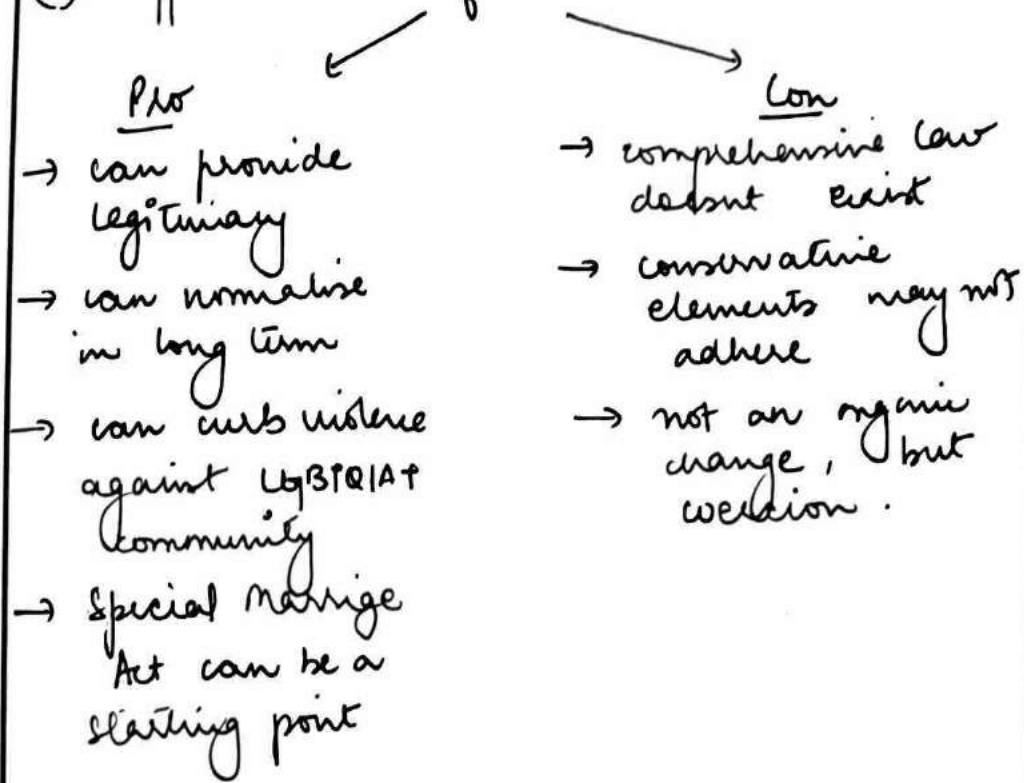 Pro
→ can provide
legitimacy
→ can normalise
in long term
→ can curb violence
against LGBTQIA+
community
→ Special Marrige
Act can be a
starting point
Con
→ comprehensive law
doesnt exist
→ conservative
elements may not
adhere
→ not an organic
change, but
coercion.